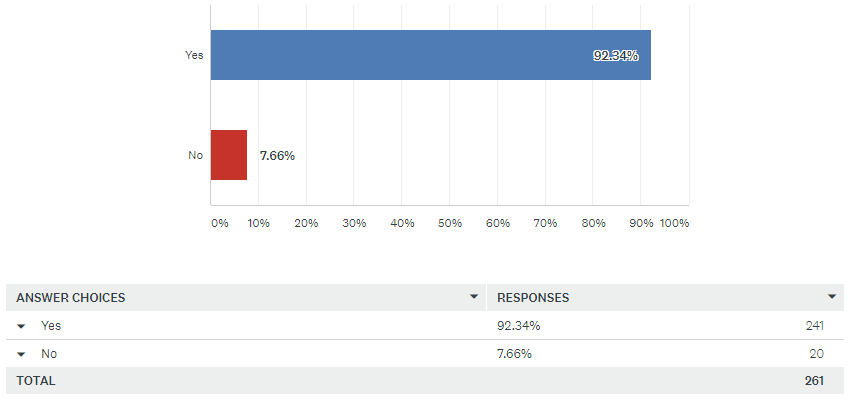 Yes 92.34%
No 7.66%
0% 10% 20% 30% 40% 50% 60% 70% 80% 90% 100%
ANSWER CHOICES RESPONSES
Yes 92.34% 241
No 7.66% 20
TOTAL 261